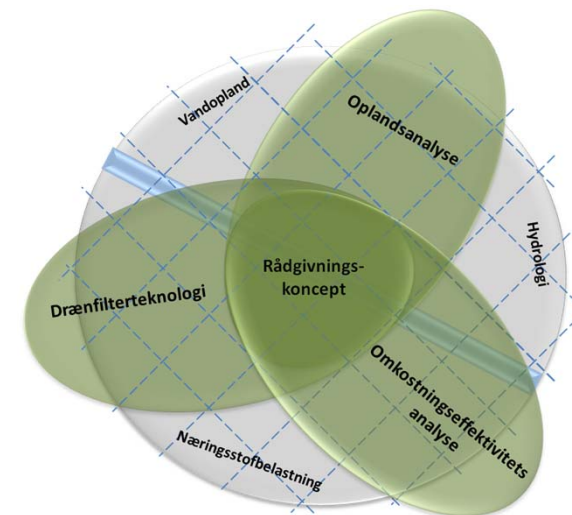 Vandopland
Oplandsanalyse
Hydrologi
Rådgivnings-
koncept
Drænfilterteknologi
Omkostningseffektivitets
analyse
Næringsstofbelastning